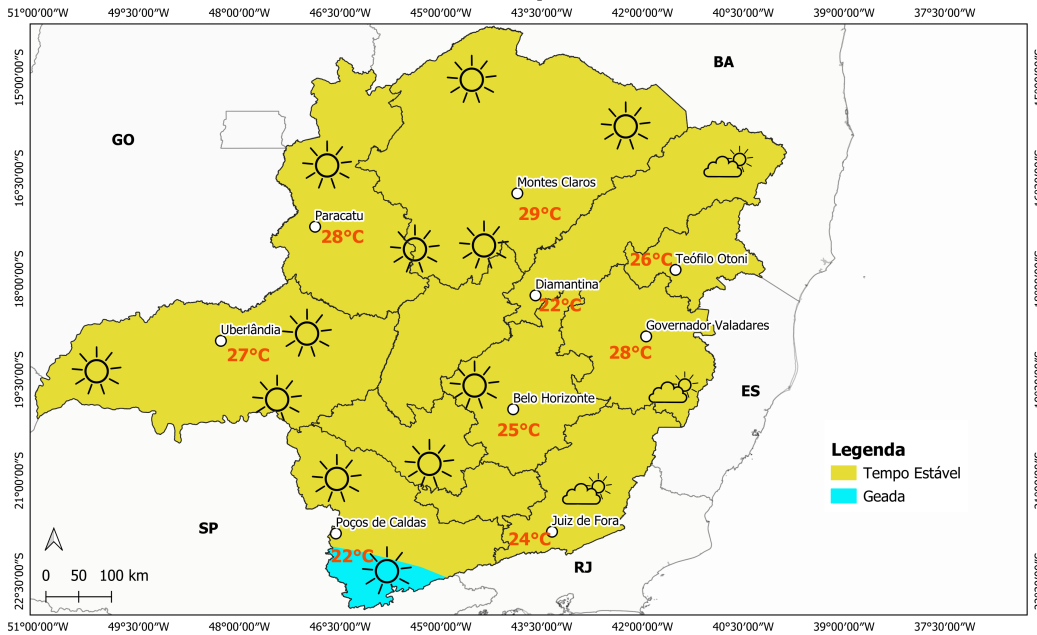 51°00'00"W 49°30'00"W 48°00'00"W 46°30'00"W 45°00'00"W 43°30'00"W 42°00'00"W 40°30'00"W 39°00'00"W 37°30'00"W
15°00'00"S
16°30'00"S
18°00'00"S
19°30'00"S
21°00'00"S
22°30'00"S
BA
GO
Montes Claros
29°C
Paracatu
28°C
26°C Teófilo Otoni
Diamantina
22°C
Uberlândia
27°C
Governador Valadares
28°C
ES
Belo Horizonte
25°C
Legenda
Tempo Estável
Geada
SP
Poços de Caldas
22°C
Juiz de Fora
24°C
RJ
0 50 100 km
51°00'00"W 49°30'00"W 48°00'00"W 46°30'00"W 45°00'00"W 43°30'00"W 42°00'00"W 40°30'00"W 39°00'00"W 37°30'00"W